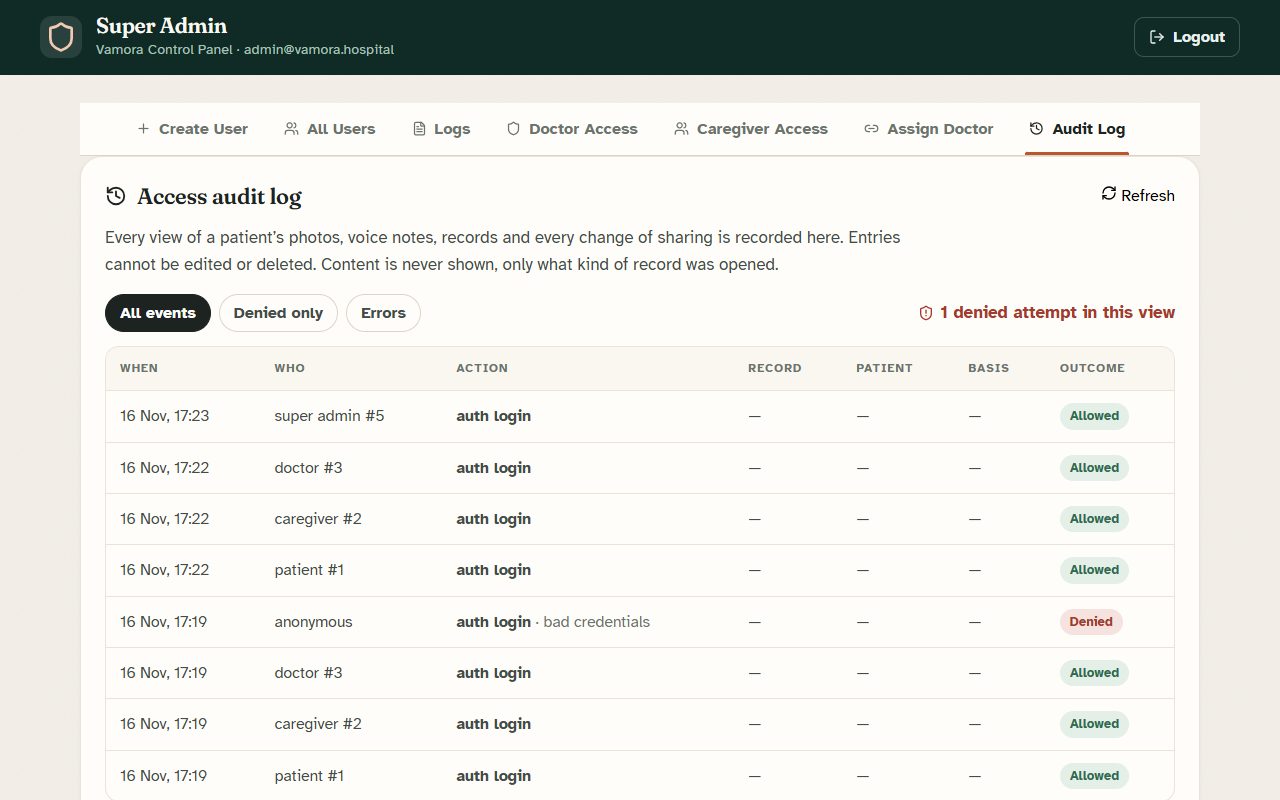 Super Admin
Vamora Control Panel · admin@vamora.hospital
Logout
Create User
All Users
Logs
Doctor Access
Caregiver Access
Assign Doctor
Audit Log
Access audit log
Refresh
Every view of a patient's photos, voice notes, records and every change of sharing is recorded here. Entries
cannot be edited or deleted. Content is never shown, only what kind of record was opened.
All events
Denied only
Errors
1 denied attempt in this view
WHEN WHO ACTION RECORD PATIENT BASIS OUTCOME
16 Nov, 17:23 super admin #5 auth login — — — Allowed
16 Nov, 17:22 doctor #3 auth login — — — Allowed
16 Nov, 17:22 caregiver #2 auth login — — — Allowed
16 Nov, 17:22 patient #1 auth login — — — Allowed
16 Nov, 17:19 anonymous auth login · bad credentials — — — Denied
16 Nov, 17:19 doctor #3 auth login — — — Allowed
16 Nov, 17:19 caregiver #2 auth login — — — Allowed
16 Nov, 17:19 patient #1 auth login — — — Allowed